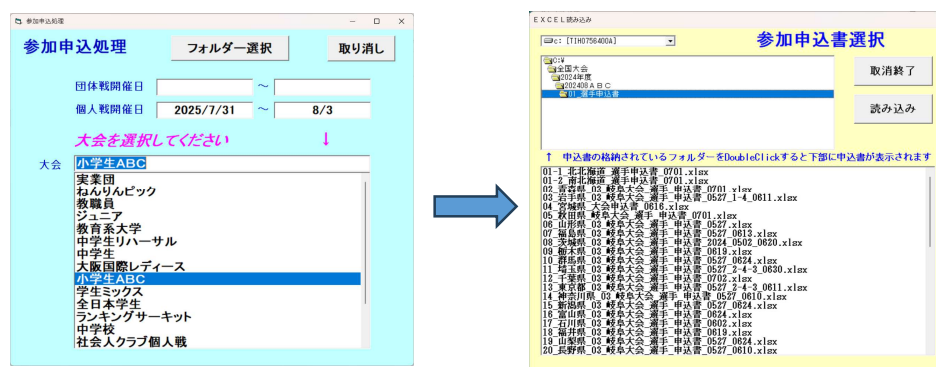 参加申込処理
参加申込処理
フォルダー選択
取り消し
団体戦開催日 ～
個人戦開催日 2025/7/31 ～ 8/3
大会を選択してください ↓
大会 小学生ABC
実業団
ねんりんピック
教職員
ジュニア
教育系大学
中学生リハーサル
中学生
大阪国際レディース
小学生ABC
学生ミックス
全日本学生
ランキングサーキット
中学校
社会人クラブ個人戦
ＥＸＣＥＬ読み込み
c: [TIH0756400A]
参加申込書選択
C:¥
全国大会
2024年度
202408ＡＢＣ
01_選手申込書
取消終了
読み込み
↑ 申込書の格納されているフォルダーをDoubleClickすると下部に申込書が表示されます
01-1_北北海道_選手申込書_0701.xlsx
01-2_南北海道_選手申込書_0701.xlsx
02_青森県_03_岐阜大会_選手_申込書_0701.xlsx
03_岩手県_03_岐阜大会_選手_申込書_0527_1-4_0611.xlsx
04_宮城県_大会申込書_0616.xlsx
05_秋田県_岐阜大会_選手_申込書_0701.xlsx
06_山形県_03_岐阜大会_選手_申込書_0527.xlsx
07_福島県_03_岐阜大会_選手_申込書_0527_0613.xlsx
08_茨城県_03_岐阜大会_選手_申込書_2024_0502_0620.xlsx
09_栃木県_03_岐阜大会_選手_申込書_0619.xlsx
10_群馬県_03_岐阜大会_選手_申込書_0527_0624.xlsx
11_埼玉県_03_岐阜大会_選手_申込書_0527_2-4-3_0630.xlsx
12_千葉県_03_岐阜大会_選手_申込書_0702.xlsx
13_東京都_03_岐阜大会_選手_申込書_0527_2-4-3_0611.xlsx
14_神奈川県_03_岐阜大会_選手_申込書_0527_0610.xlsx
15_新潟県_03_岐阜大会_選手_申込書_0527_0624.xlsx
16_富山県_03_岐阜大会_選手_申込書_0624.xlsx
17_石川県_03_岐阜大会_選手_申込書_0602.xlsx
18_福井県_03_岐阜大会_選手_申込書_0619.xlsx
19_山梨県_03_岐阜大会_選手_申込書_0527_0624.xlsx
20_長野県_03_岐阜大会_選手_申込書_0527_0610.xlsx